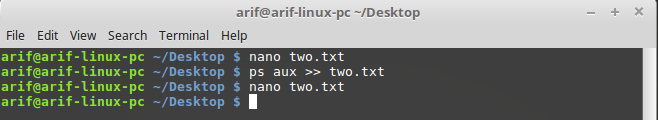 arif@arif-linux-pc ~/Desktop
File Edit View Search Terminal Help
arif@arif-linux-pc ~/Desktop $ nano two.txt
arif@arif-linux-pc ~/Desktop $ ps aux >> two.txt
arif@arif-linux-pc ~/Desktop $ nano two.txt
arif@arif-linux-pc ~/Desktop $